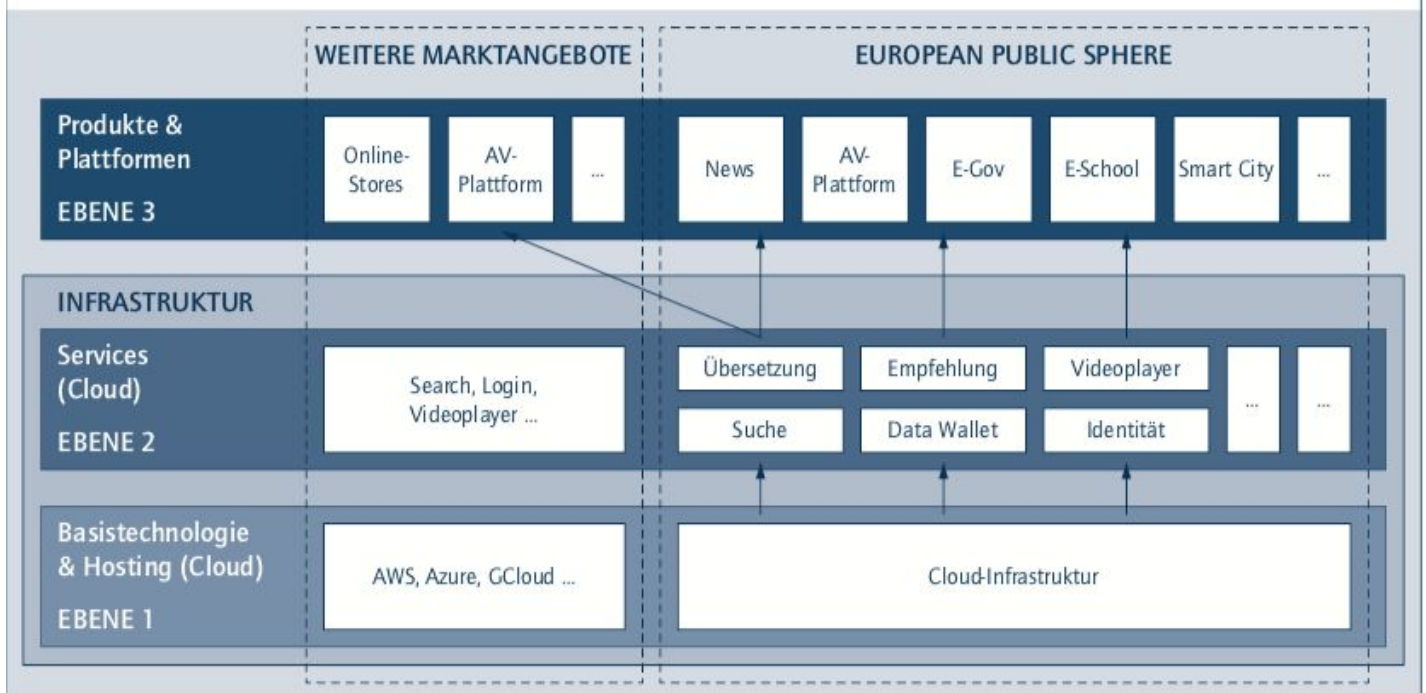 WEITERE MARKTANGEBOTE
EUROPEAN PUBLIC SPHERE
Produkte &
Plattformen
EBENE 3
Online-
Stores
AV-
Plattform
...
News
AV-
Plattform
E-Gov
E-School
Smart City
...
INFRASTRUKTUR
Services
(Cloud)
EBENE 2
Search, Login,
Videoplayer ...
Übersetzung
Empfehlung
Videoplayer
Suche
Data Wallet
Identität
...
...
Basistechnologie
& Hosting (Cloud)
EBENE 1
AWS, Azure, GCloud ...
Cloud-Infrastruktur